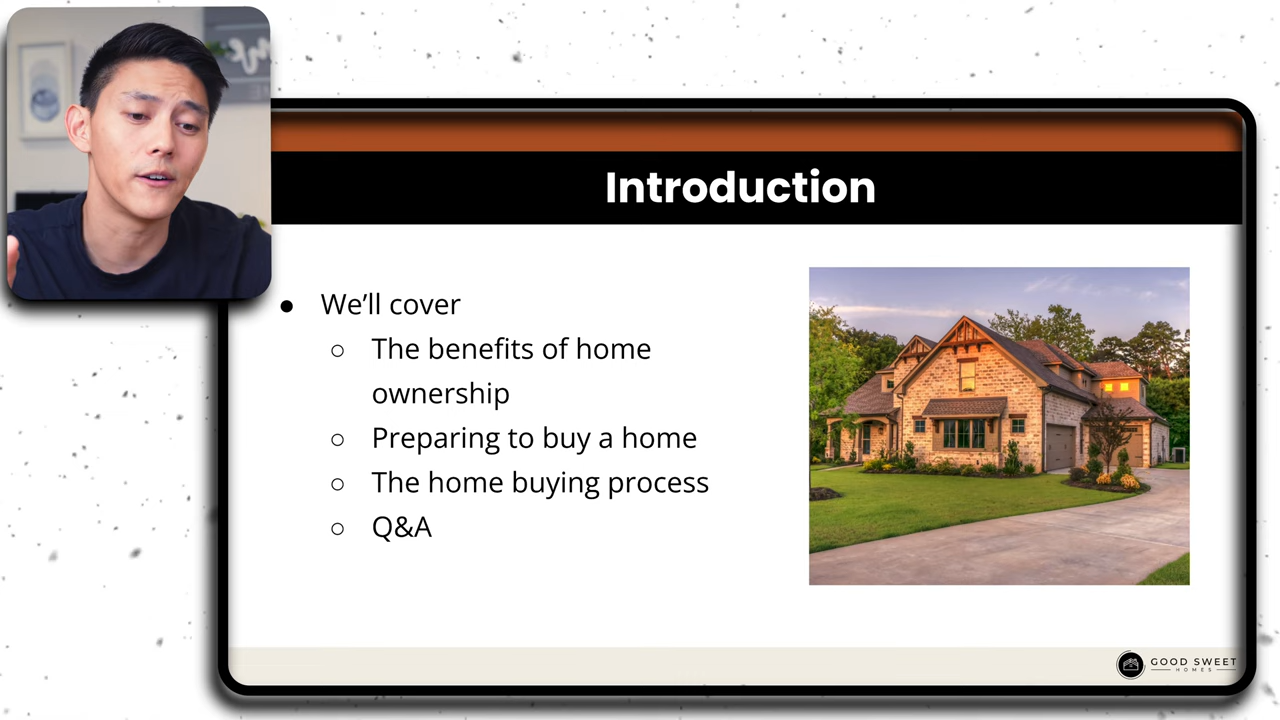 Introduction
● We’ll cover
○ The benefits of home
ownership
○ Preparing to buy a home
○ The home buying process
○ Q&A
GOOD SWEET
HOMES